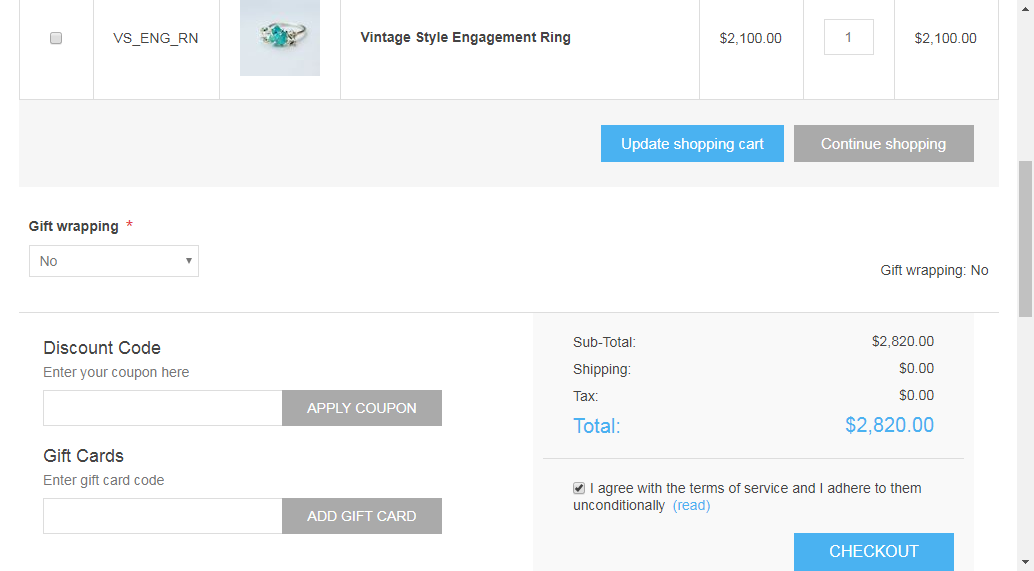 VS_ENG_RN Vintage Style Engagement Ring $2,100.00 1 $2,100.00
Update shopping cart Continue shopping
Gift wrapping *
No
Gift wrapping: No
Discount Code
Enter your coupon here
APPLY COUPON
Gift Cards
Enter gift card code
ADD GIFT CARD
Sub-Total: $2,820.00
Shipping: $0.00
Tax: $0.00
Total: $2,820.00
I agree with the terms of service and I adhere to them
unconditionally (read)
CHECKOUT